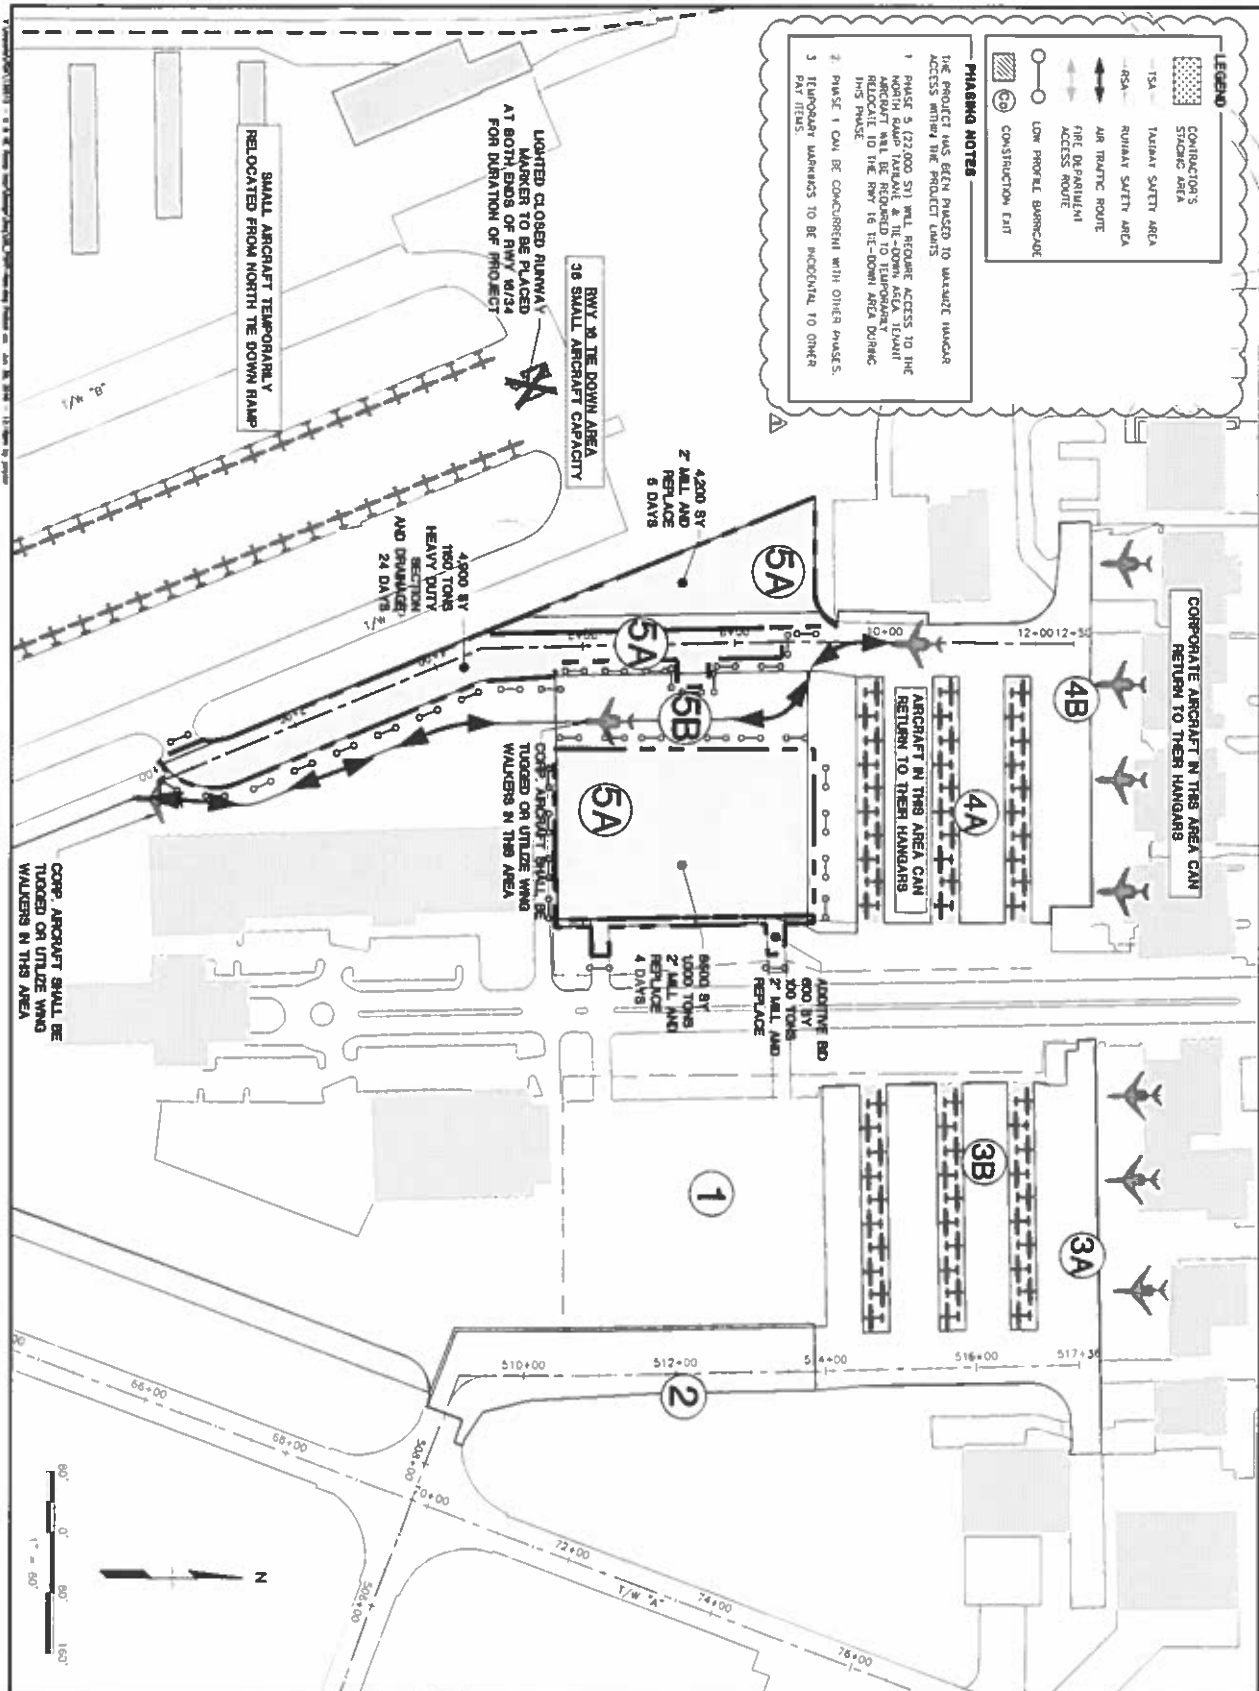 LEGEND
CONTRACTOR'S
STAGING AREA
TSA
TAXIWAY SAFETY AREA
RSA
RUNWAY SAFETY AREA
AIR TRAFFIC ROUTE
FIRE DEPARTMENT
ACCESS ROUTE
LOW PROFILE BARRICADE
CONSTRUCTION EXIT
PHASING NOTES
THE PROJECT HAS BEEN PHASED TO MAXIMIZE HANGAR
ACCESS WITHIN THE PROJECT LIMITS.
1 PHASE 5 (22,000 SY) WILL REQUIRE ACCESS TO THE
NORTH RAMP TAXILANE & TIE-DOWN AREA. TENANT
AIRCRAFT WILL BE REQUIRED TO TEMPORARILY
RELOCATE TO THE RWY 16 TIE-DOWN AREA DURING
THIS PHASE
2. PHASE 1 CAN BE CONCURRENT WITH OTHER PHASES.
3 TEMPORARY MARKINGS TO BE INCIDENTAL TO OTHER
PAY ITEMS.
CORPORATE AIRCRAFT IN THIS AREA CAN
RETURN TO THEIR HANGARS
4B
AIRCRAFT IN THIS AREA CAN
RETURN TO THEIR HANGARS
4A
10+00
12+00
12+50
4,200 SY
2" MILL AND
REPLACE
5 DAYS
5A
5A
5B
5A
RWY 16 TIE DOWN AREA
36 SMALL AIRCRAFT CAPACITY
LIGHTED CLOSED RUNWAY
MARKER TO BE PLACED
AT BOTH ENDS OF RWY 16/34
FOR DURATION OF PROJECT
SMALL AIRCRAFT TEMPORARILY
RELOCATED FROM NORTH TIE DOWN RAMP
4,900 SY
1150 TONS
HEAVY DUTY
SECTION
AND DRAINAGE
24 DAYS
CORP. AIRCRAFT SHALL BE
TUGGED OR UTILIZE WING
WALKERS IN THIS AREA
CORP. AIRCRAFT SHALL BE
TUGGED OR UTILIZE WING
WALKERS IN THIS AREA
ADDITIVE BID
600 SY
100 TONS
2" MILL AND
REPLACE
SY
1,000 TONS
2" MILL AND
REPLACE
4 DAYS
3A
3B
1
2
510+00
512+00
514+00
516+00
517+36
66+00
68+00
508+00
506+00
72+00
74+00
76+00
T/W "A"
N
80'
0'
80'
160'
1" = 80'